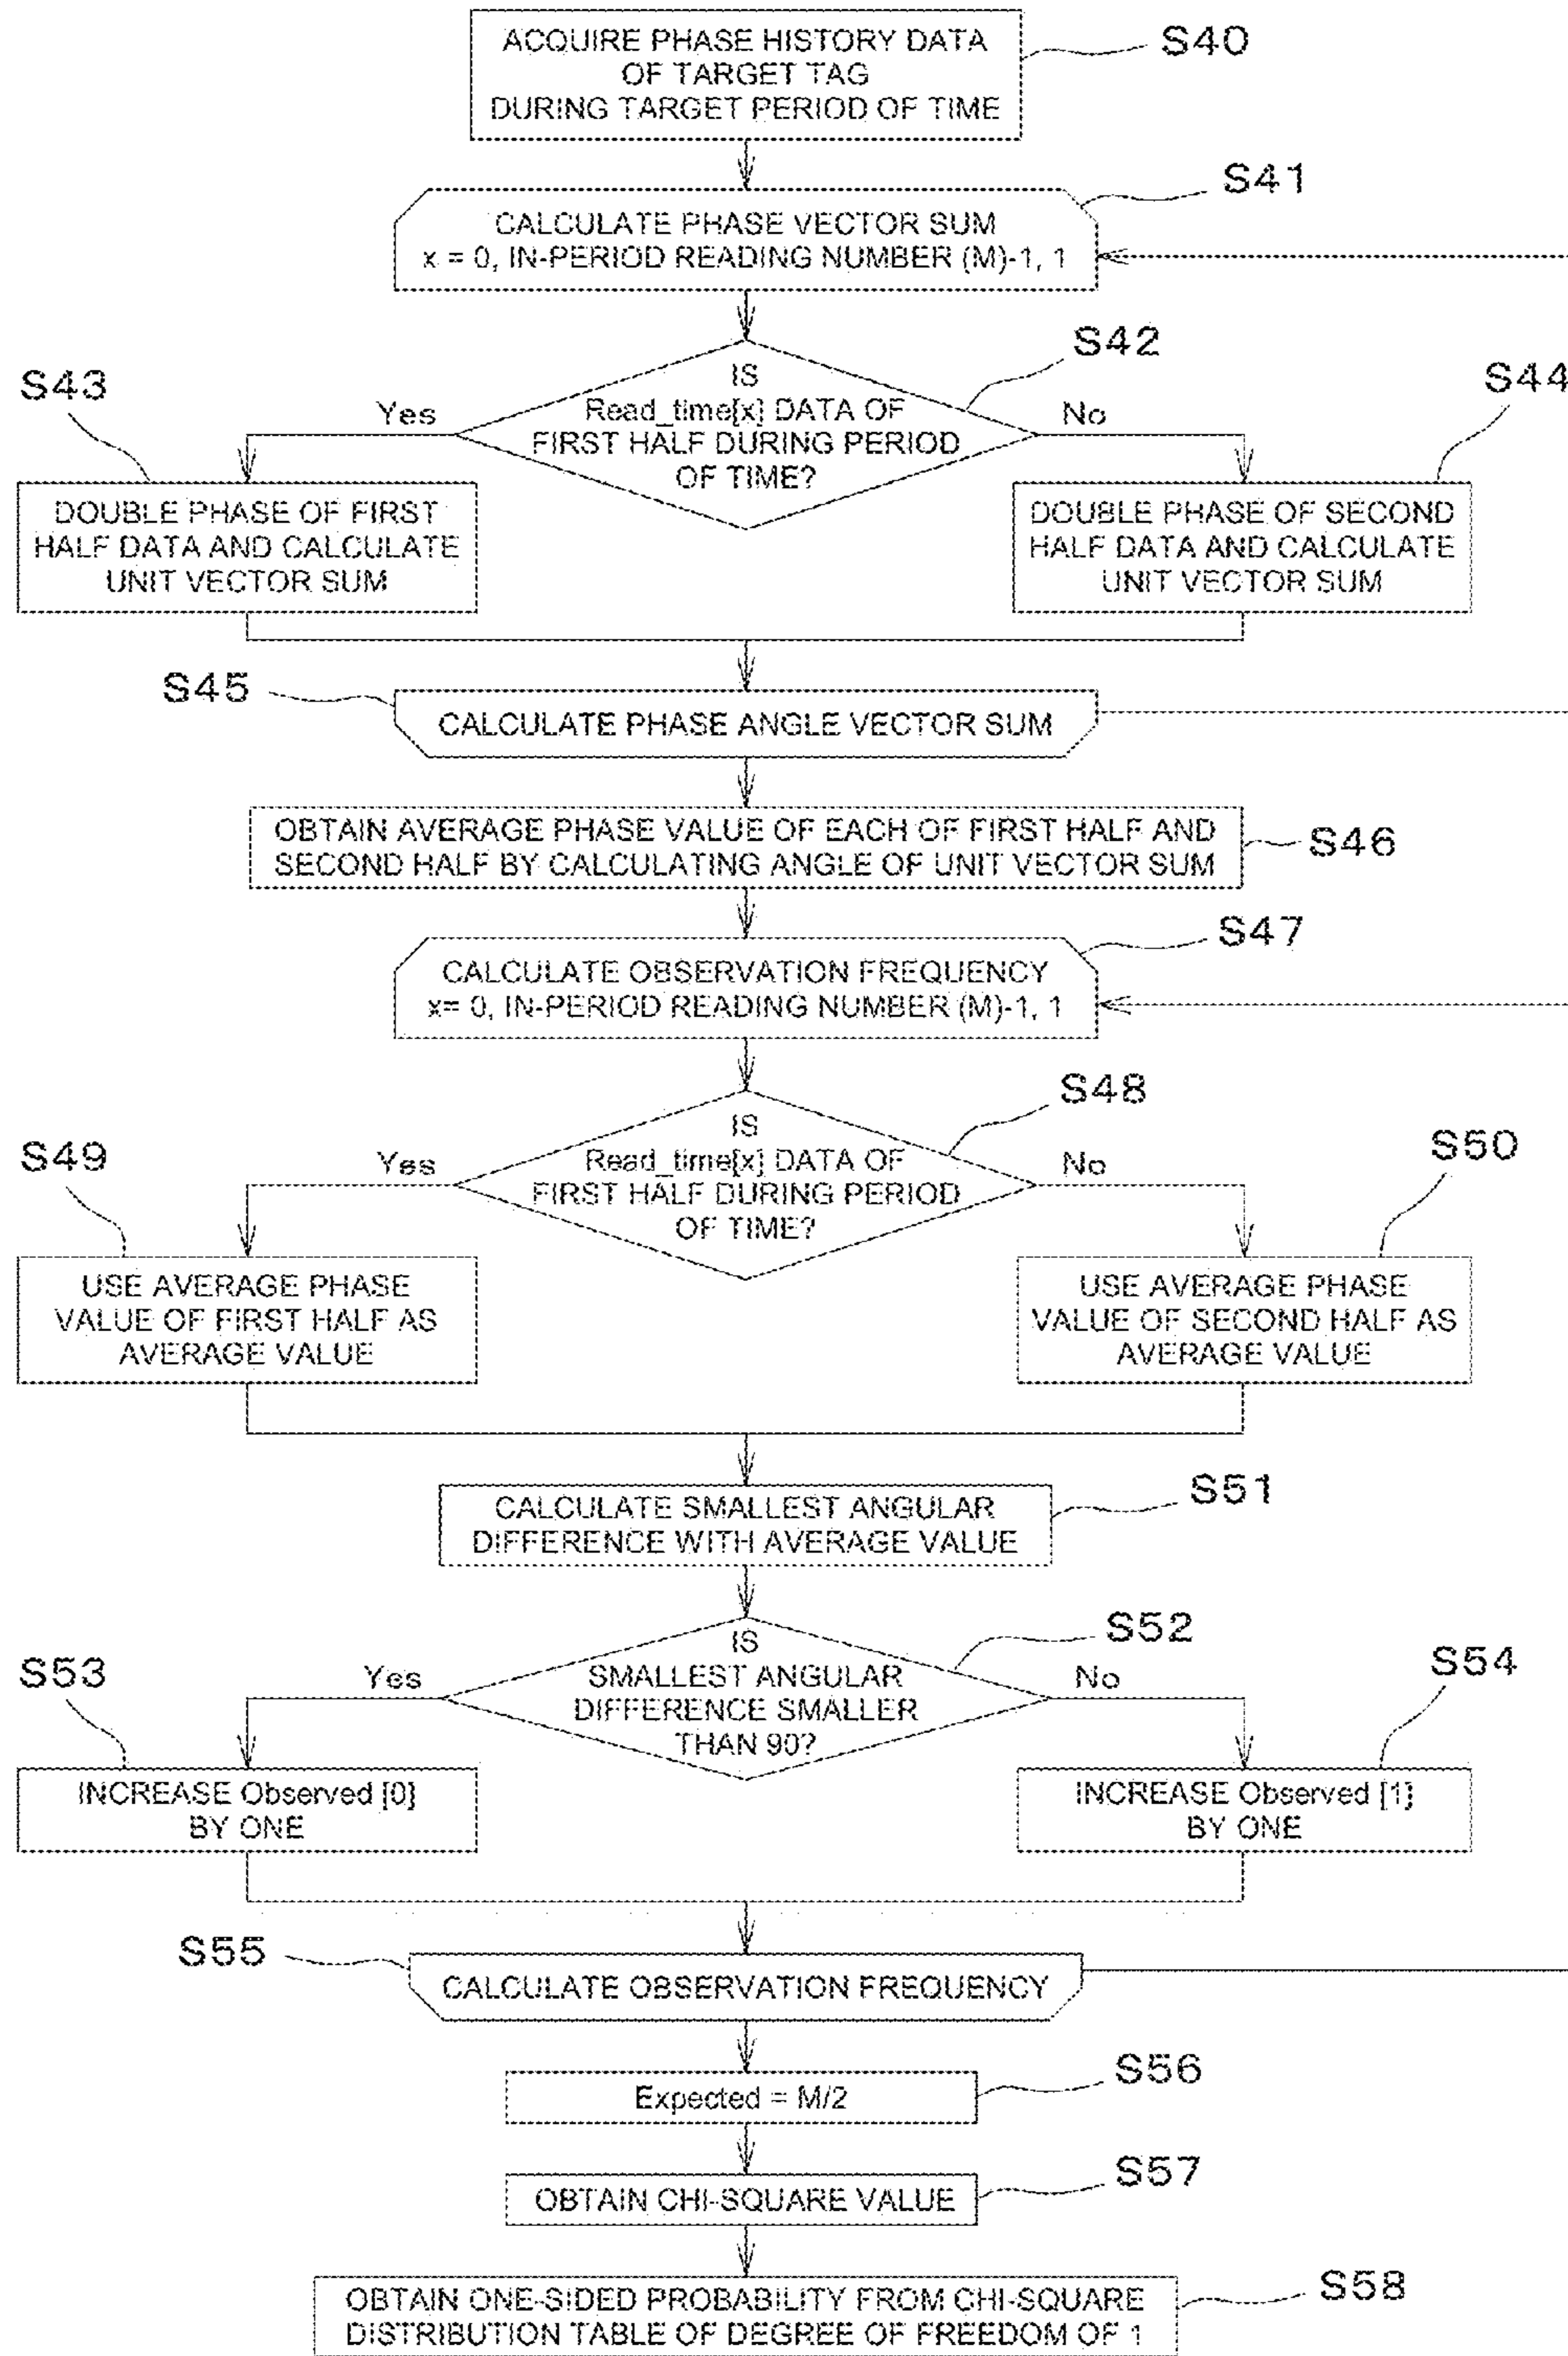 ACQUIRE PHASE HISTORY DATA
OF TARGET TAG
DURING TARGET PERIOD OF TIME
S40
S41
CALCULATE PHASE VECTOR SUM
x = 0, IN-PERIOD READING NUMBER (M)-1, 1
S42
S43
S44
IS
Read_time[x] DATA OF
FIRST HALF DURING PERIOD
OF TIME?
Yes
No
DOUBLE PHASE OF FIRST
HALF DATA AND CALCULATE
UNIT VECTOR SUM
DOUBLE PHASE OF SECOND
HALF DATA AND CALCULATE
UNIT VECTOR SUM
S45
CALCULATE PHASE ANGLE VECTOR SUM
OBTAIN AVERAGE PHASE VALUE OF EACH OF FIRST HALF AND
SECOND HALF BY CALCULATING ANGLE OF UNIT VECTOR SUM
S46
S47
CALCULATE OBSERVATION FREQUENCY
x= 0, IN-PERIOD READING NUMBER (M)-1, 1
S48
S49
S50
IS
Read_time[x] DATA OF
FIRST HALF DURING PERIOD
OF TIME?
Yes
No
USE AVERAGE PHASE
VALUE OF FIRST HALF AS
AVERAGE VALUE
USE AVERAGE PHASE
VALUE OF SECOND HALF AS
AVERAGE VALUE
S51
CALCULATE SMALLEST ANGULAR
DIFFERENCE WITH AVERAGE VALUE
S52
S53
S54
IS
SMALLEST ANGULAR
DIFFERENCE SMALLER
THAN 90?
Yes
No
INCREASE Observed [0]
BY ONE
INCREASE Observed [1]
BY ONE
S55
CALCULATE OBSERVATION FREQUENCY
S56
Expected = M/2
S57
OBTAIN CHI-SQUARE VALUE
S58
OBTAIN ONE-SIDED PROBABILITY FROM CHI-SQUARE
DISTRIBUTION TABLE OF DEGREE OF FREEDOM OF 1